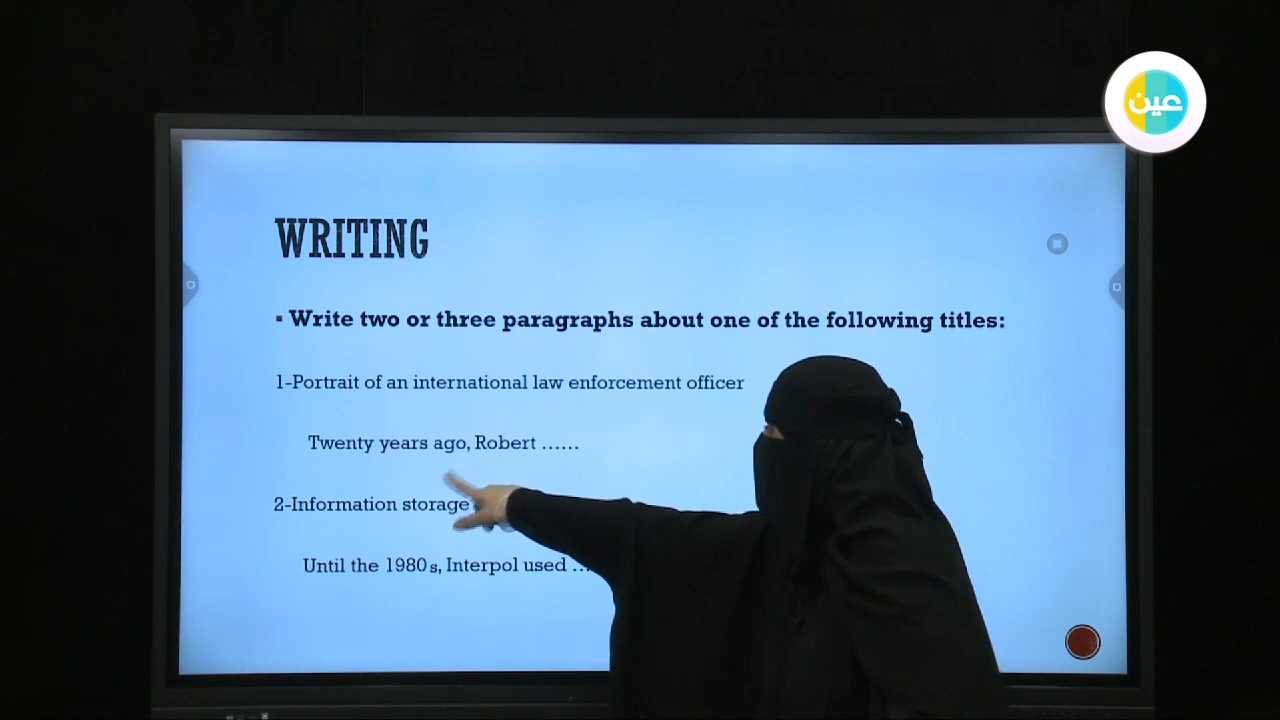 عين
WRITING
▪ Write two or three paragraphs about one of the following titles:
1-Portrait of an international law enforcement officer
Twenty years ago, Robert ......
2-Information storage
Until the 1980s, Interpol used ...